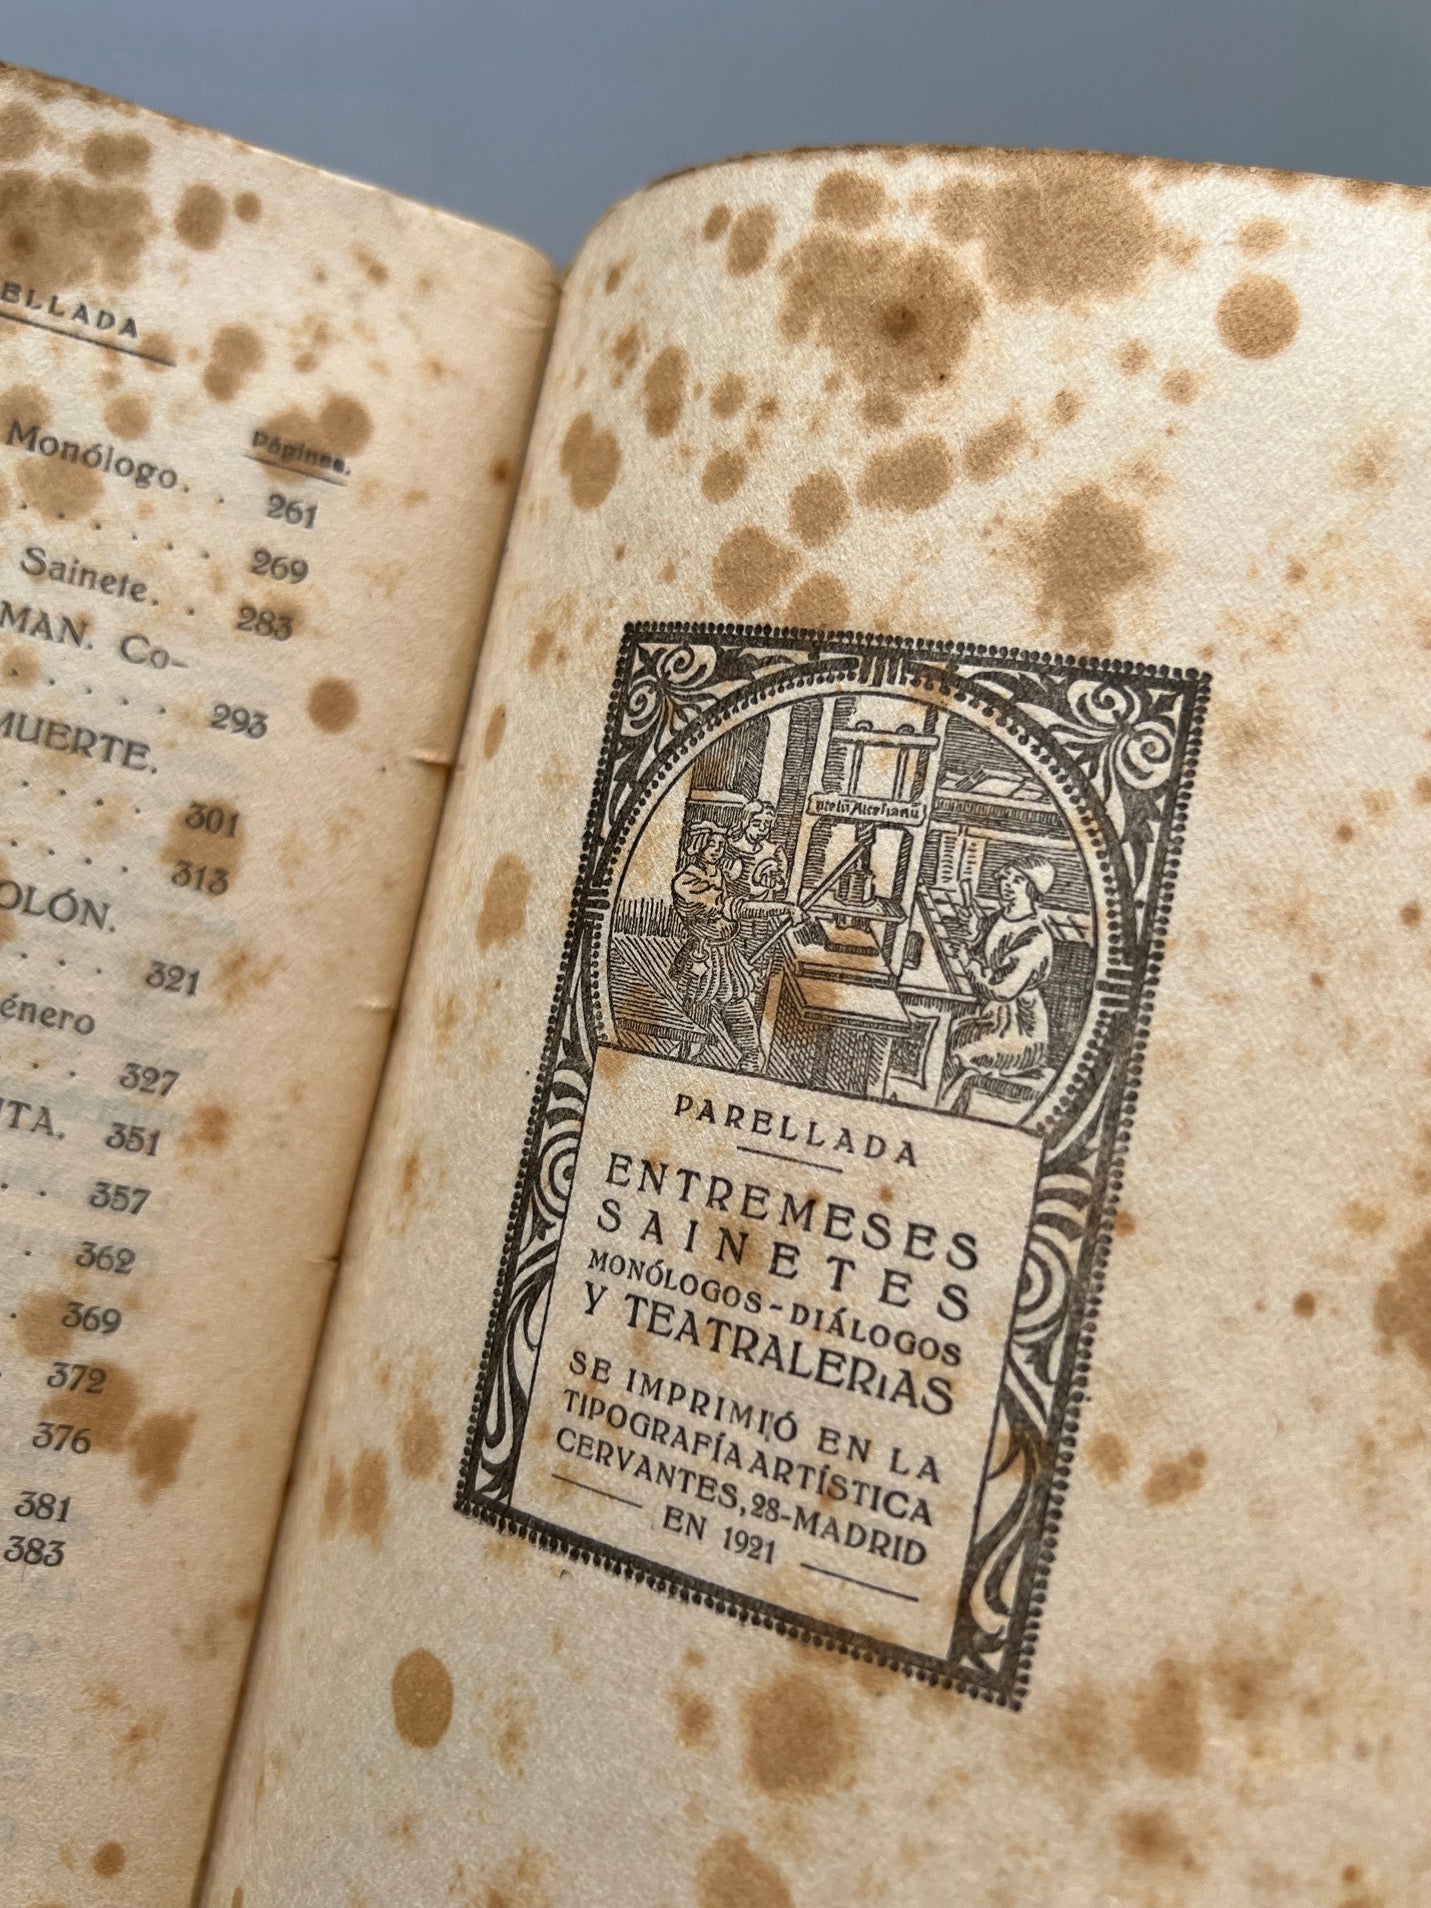 ELLADA
Páginas.
Monólogo. . . 261
. . . . . . 269
Sainete. . . 283
MAN. Co-
. . . . . 293
MUERTE.
. . . . . 301
. . . . . 313
OLÓN.
. . . . 321
énero
. . . . 327
TA. 351
. . . 357
. 362
. 369
372
376
381
383
PARELLADA
ENTREMESES
SAINETES
MONÓLOGOS-DIÁLOGOS
Y TEATRALERiAS
SE IMPRIMIÓ EN LA
TIPOGRAFÍA ARTÍSTICA
CERVANTES, 28-MADRID
EN 1921